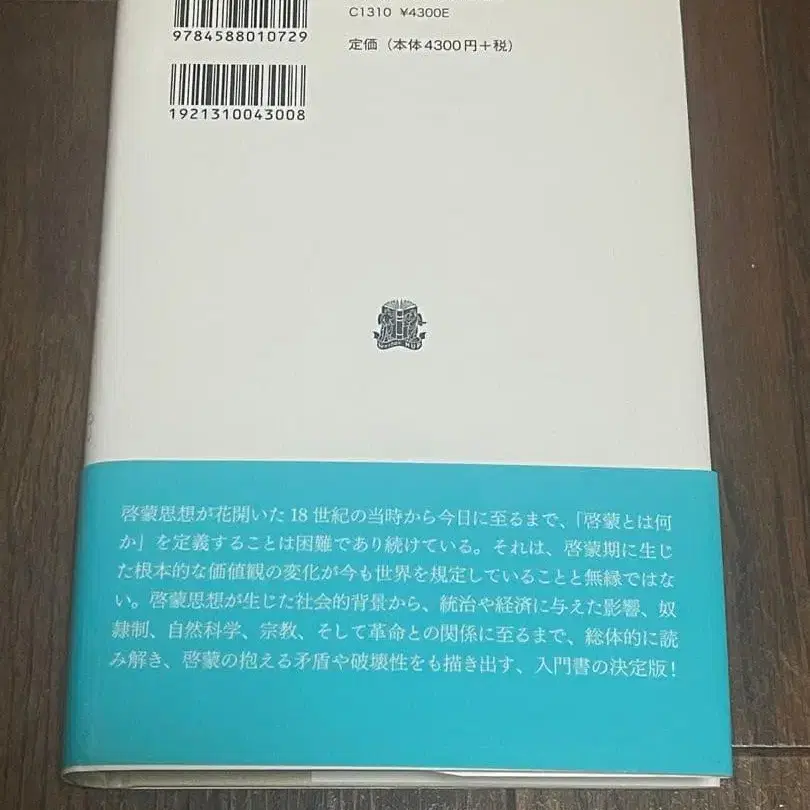 9784588010729
C1310 ¥4300E
定価（本体4300円+税）
1921310043008
啓蒙思想が花開いた 18 世紀の当時から今日に至るまで、「啓蒙とは何
か」を定義することは困難であり続けている。それは、啓蒙期に生じ
た根本的な価値観の変化が今も世界を規定していることと無縁ではな
い。啓蒙思想が生じた社会的背景から、統治や経済に与えた影響、奴
隷制、自然科学、宗教、そして革命との関係に至るまで、総体的に読
み解き、啓蒙の抱える矛盾や破壊性をも描き出す、入門書の決定版！